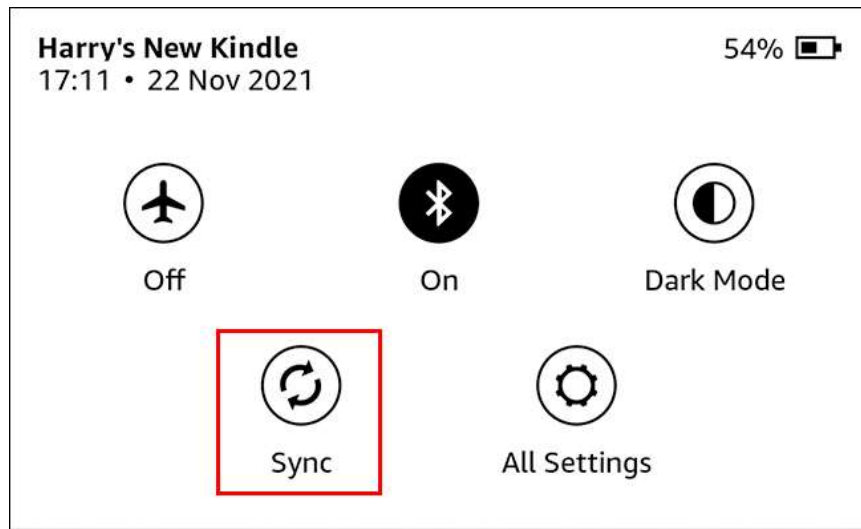 Harry's New Kindle
54%
17:11 • 22 Nov 2021
Off
On
Dark Mode
Sync
All Settings